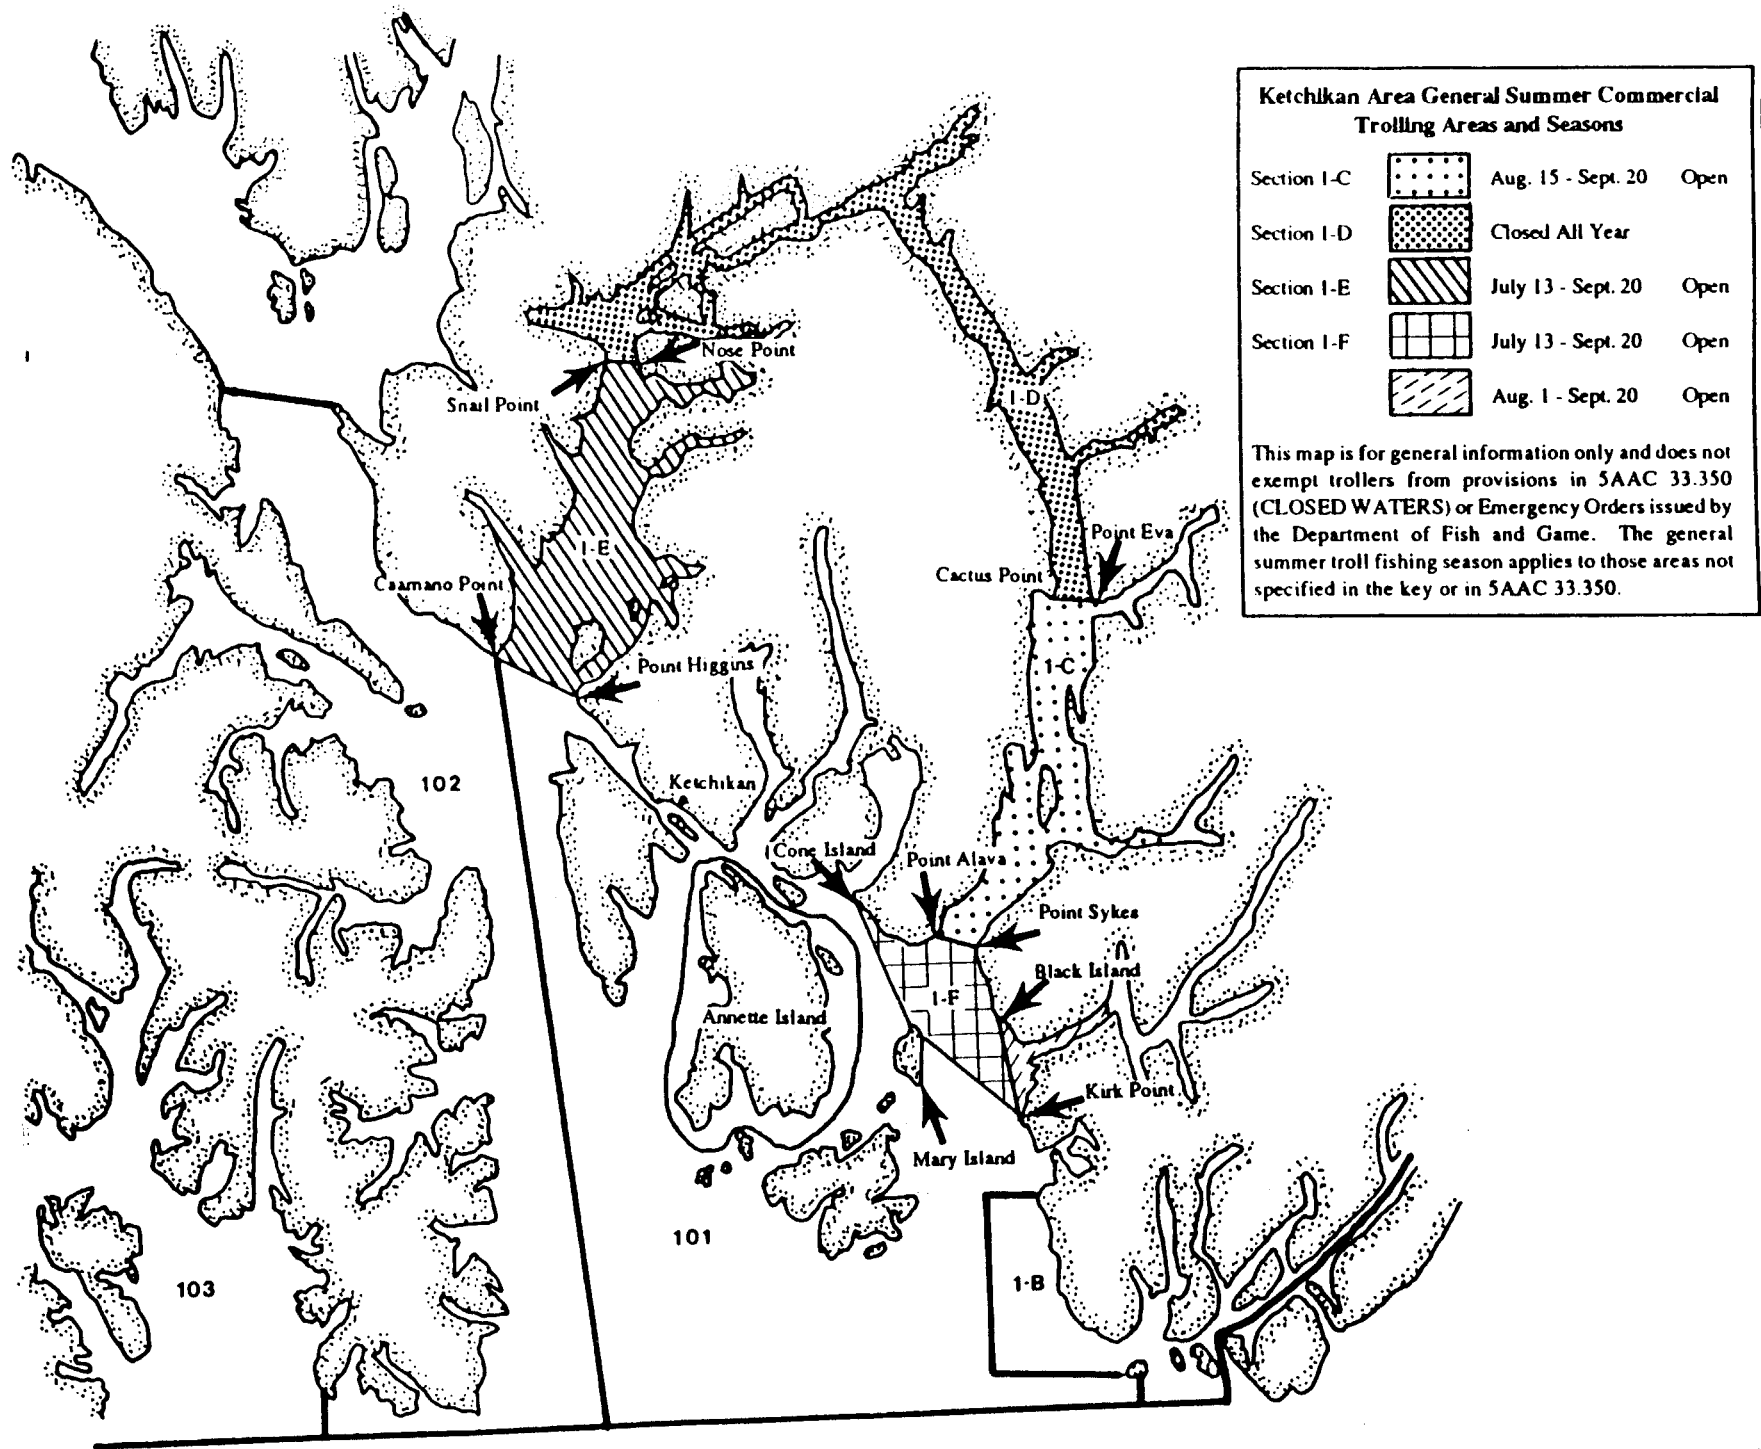 Ketchikan Area General Summer Commercial
Trolling Areas and Seasons
Section 1-C Aug. 15 - Sept. 20 Open
Section 1-D Closed All Year
Section 1-E July 13 - Sept. 20 Open
Section 1-F July 13 - Sept. 20 Open
Aug. 1 - Sept. 20 Open
This map is for general information only and does not
exempt trollers from provisions in 5AAC 33.350
(CLOSED WATERS) or Emergency Orders issued by
the Department of Fish and Game. The general
summer troll fishing season applies to those areas not
specified in the key or in 5AAC 33.350.
Nose Point
Snail Point
1-D
Point Eva
1-E
Cactus Point
Caamano Point
Point Higgins
1-C
102
Ketchikan
Cone Island
Point Alava
Point Sykes
Black Island
1-F
Annette Island
Kirk Point
Mary Island
101
1-B
103